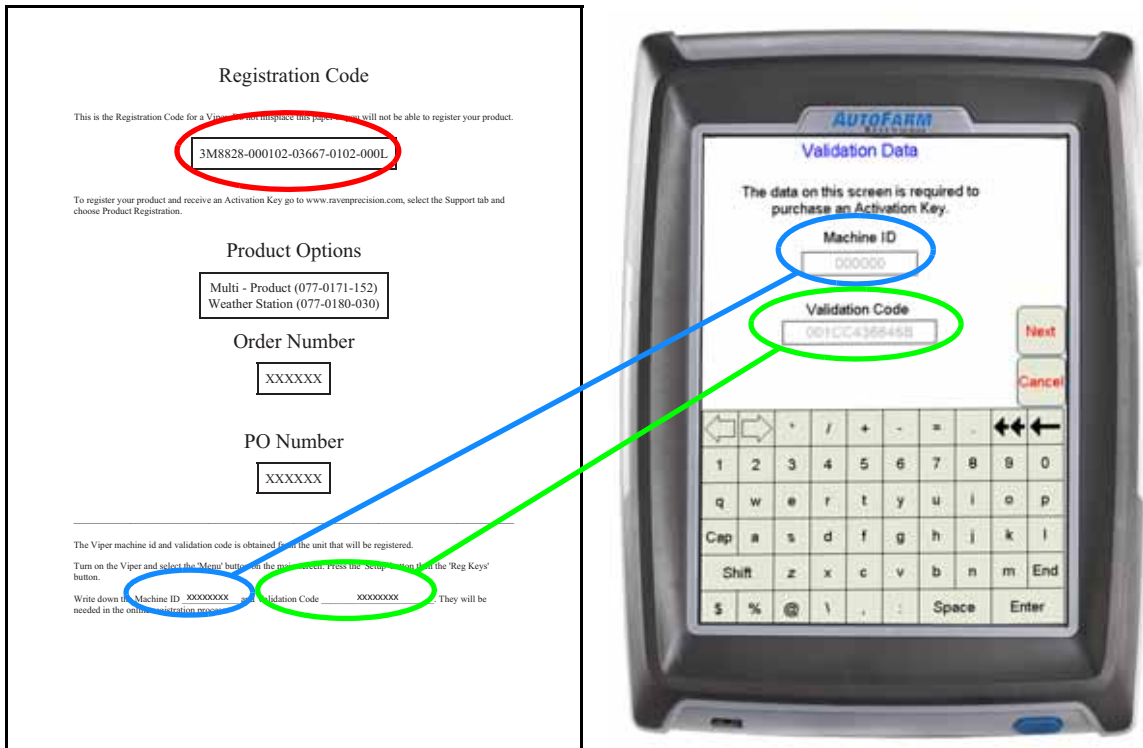 Registration Code
This is the Registration Code for a Viper. Do not misplace this paper or you will not be able to register your product.
3M8828-000102-03667-0102-000L
To register your product and receive an Activation Key go to www.ravenprecision.com, select the Support tab and
choose Product Registration.
Product Options
Multi - Product (077-0171-152)
Weather Station (077-0180-030)
Order Number
XXXXXX
PO Number
XXXXXX
The Viper machine id and validation code is obtained from the unit that will be registered.
Turn on the Viper and select the 'Menu' button on the main screen. Press the 'Setup' button then the 'Reg Keys'
button.
Write down the Machine ID XXXXXXXX and Validation Code XXXXXXXX. They will be
needed in the online registration process.
AUTOFARM
Validation Data
The data on this screen is required to
purchase an Activation Key.
Machine ID
000000
Validation Code
Next
Cancel
' / + - = .
1 2 3 4 5 6 7 8 9 0
q w e r t y u i o p
Cap a s d f g h j k l
Shift z x c v b n m End
$ % @ \ , : Space Enter